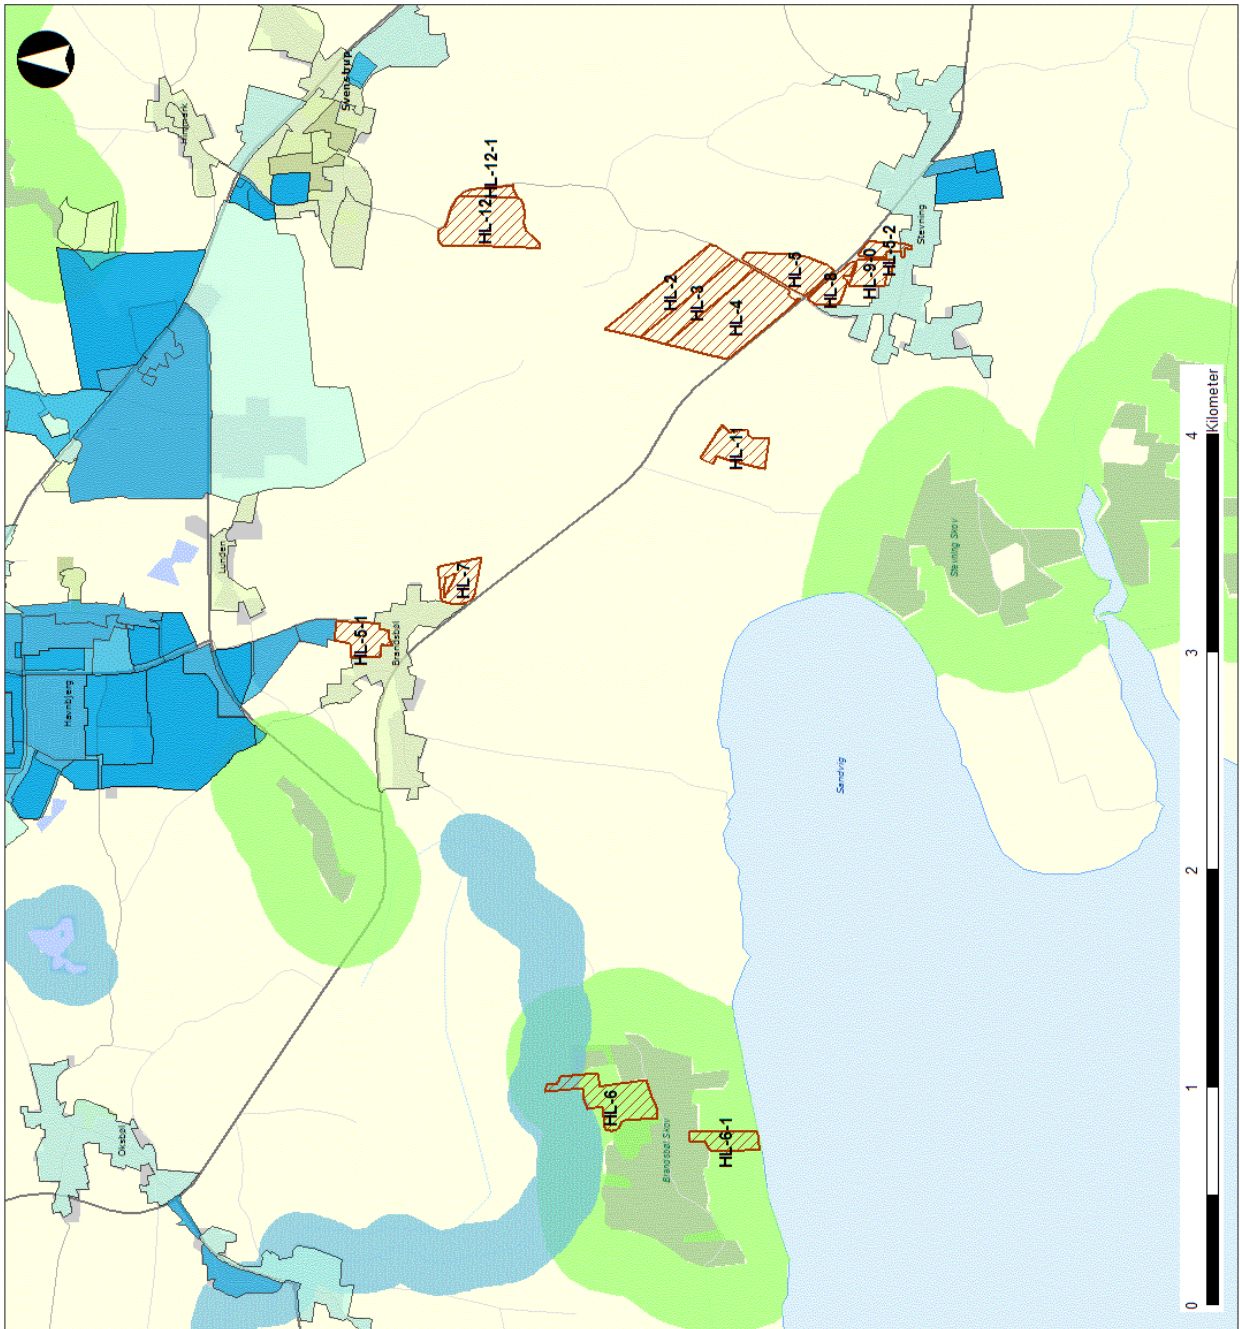 Havnbjerg
Oksbøl
Himmark
Lunden
Svenstrup
HL-5-1
Brandsbøl
HL-7
HL-12
HL-12-1
HL-6
Brandsbøl Skov
HL-2
HL-3
HL-6-1
HL-11
HL-4
HL-5
HL-8
Sandvig
HL-9-0
HL-5-2
Stevning
Stevning Skov
0 1 2 3 4
Kilometer